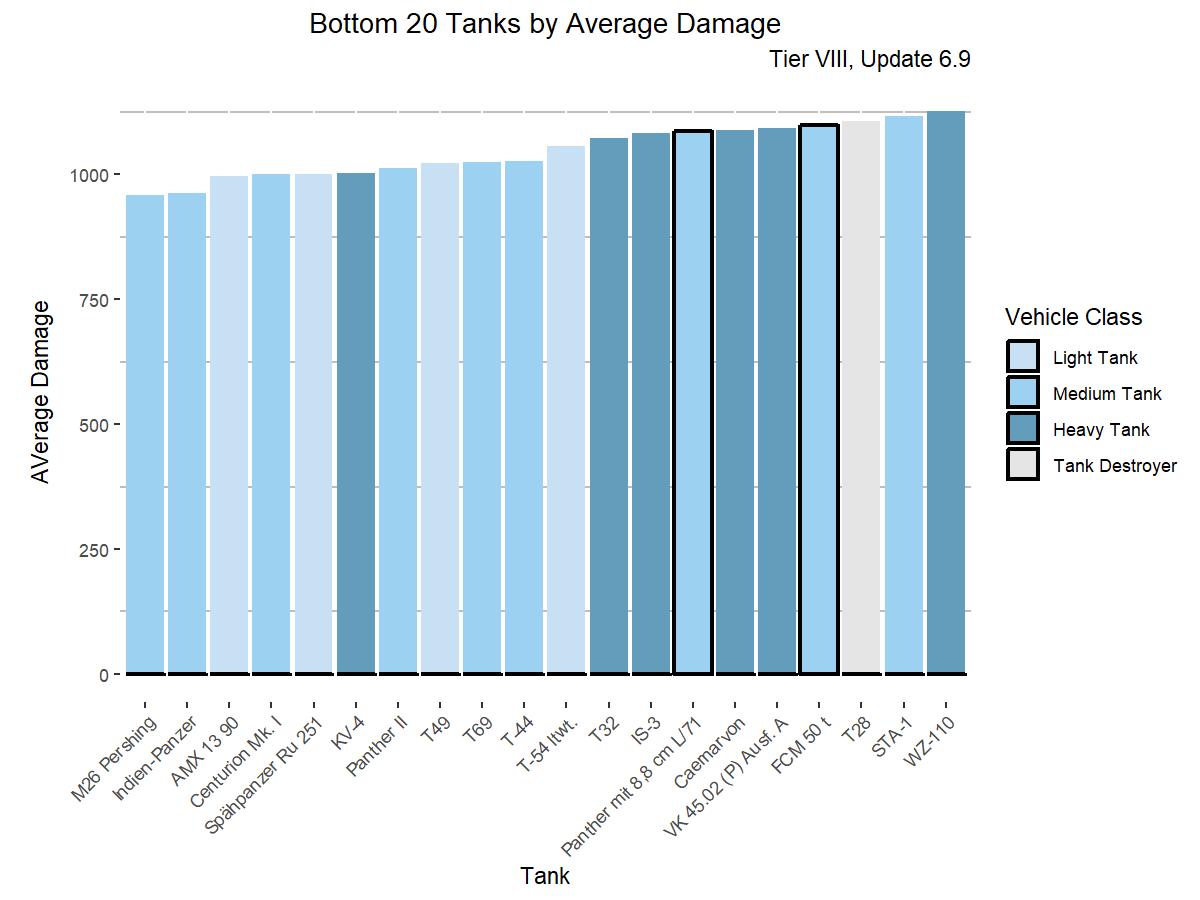 Bottom 20 Tanks by Average Damage
Tier VIII, Update 6.9
AVerage Damage
1000
750
500
250
0
M26 Pershing
Indien-Panzer
AMX 13 90
Centurion Mk. I
Spähpanzer Ru 251
KV-4
Panther II
T49
T69
T-44
T-54 ltwt.
T32
IS-3
Panther mit 8,8 cm L/71
Caernarvon
VK 45.02 (P) Ausf. A
FCM 50 t
T28
STA-1
WZ-110
Tank
Vehicle Class
Light Tank
Medium Tank
Heavy Tank
Tank Destroyer